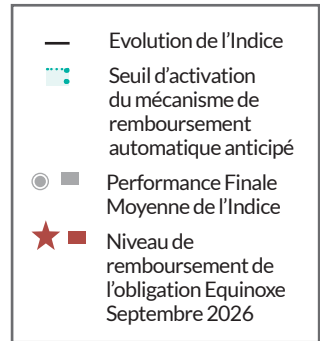 Evolution de l’Indice
Seuil d’activation
du mécanisme de
remboursement
automatique anticipé
Performance Finale
Moyenne de l’Indice
Niveau de
remboursement de
l’obligation Equinoxe
Septembre 2026